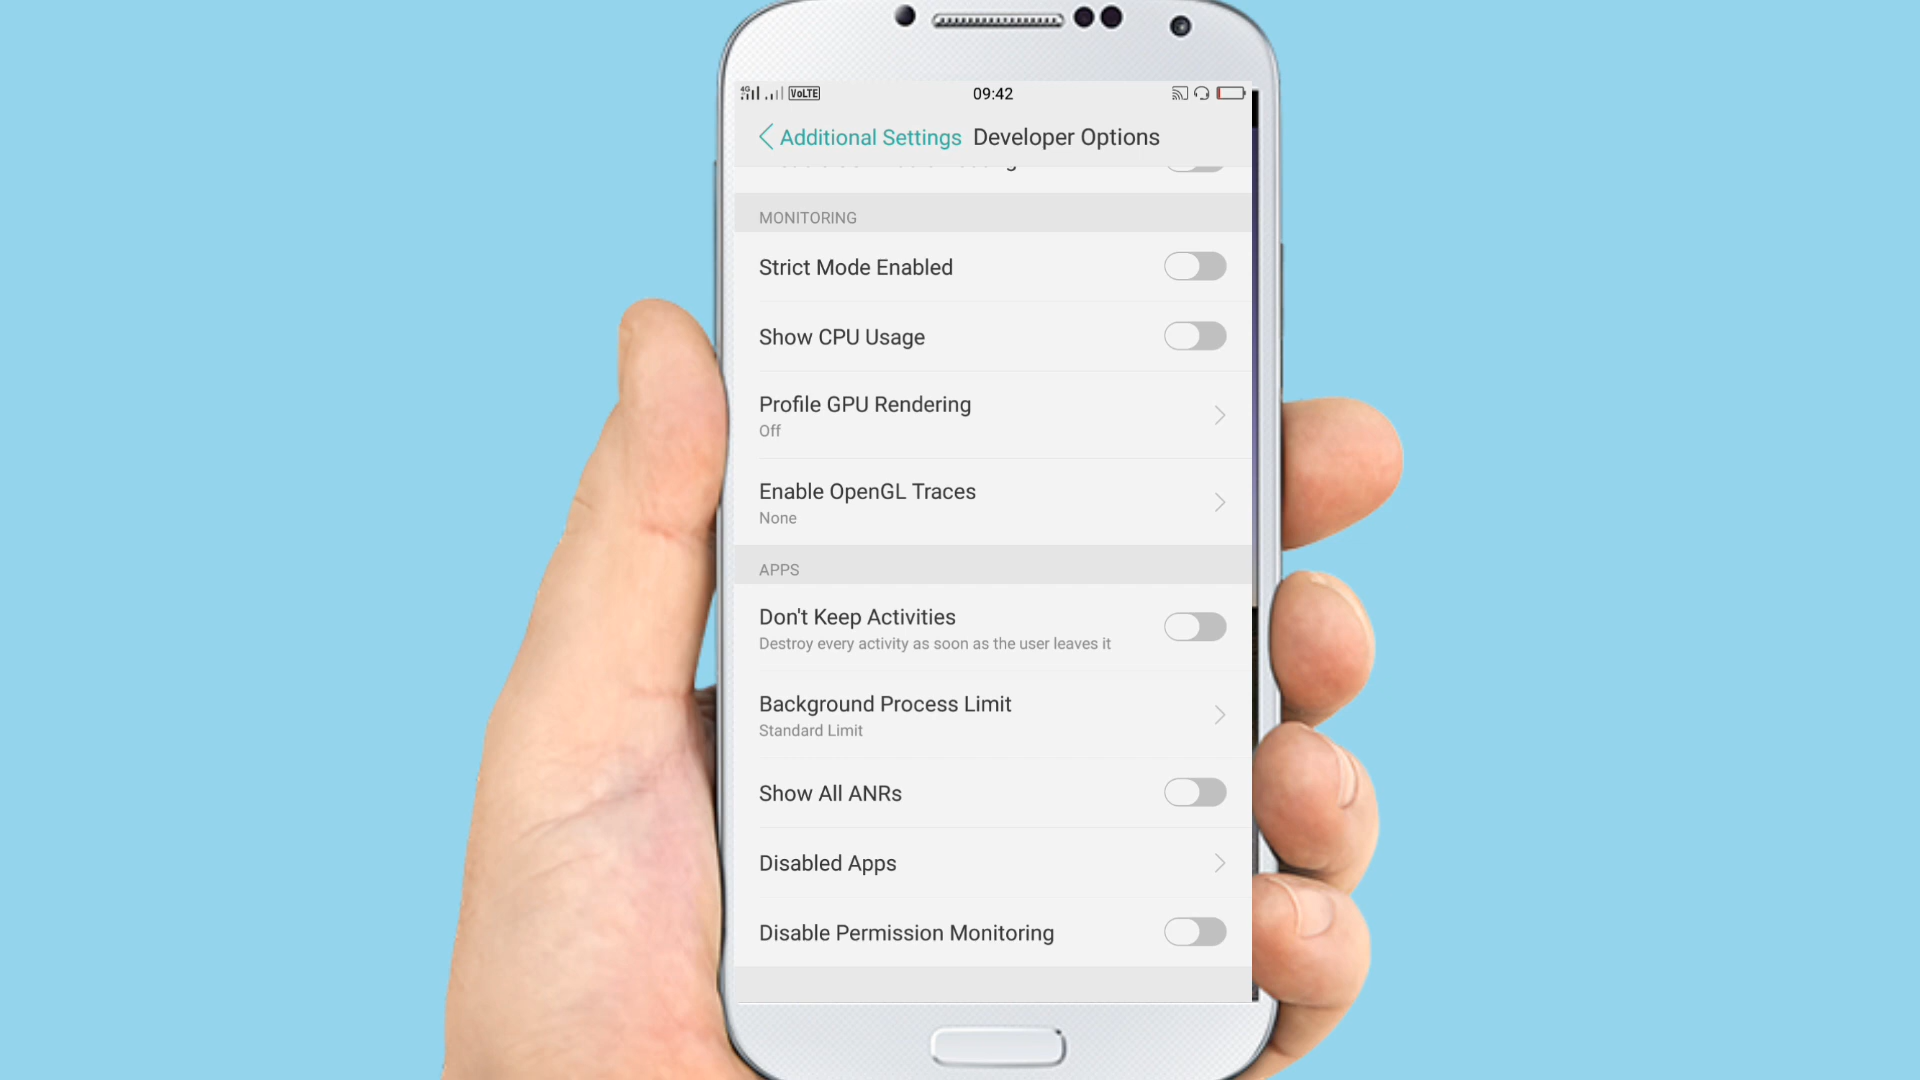 4G VoLTE 09:42
Additional Settings Developer Options
MONITORING
Strict Mode Enabled
Show CPU Usage
Profile GPU Rendering
Off
Enable OpenGL Traces
None
APPS
Don't Keep Activities
Destroy every activity as soon as the user leaves it
Background Process Limit
Standard Limit
Show All ANRs
Disabled Apps
Disable Permission Monitoring